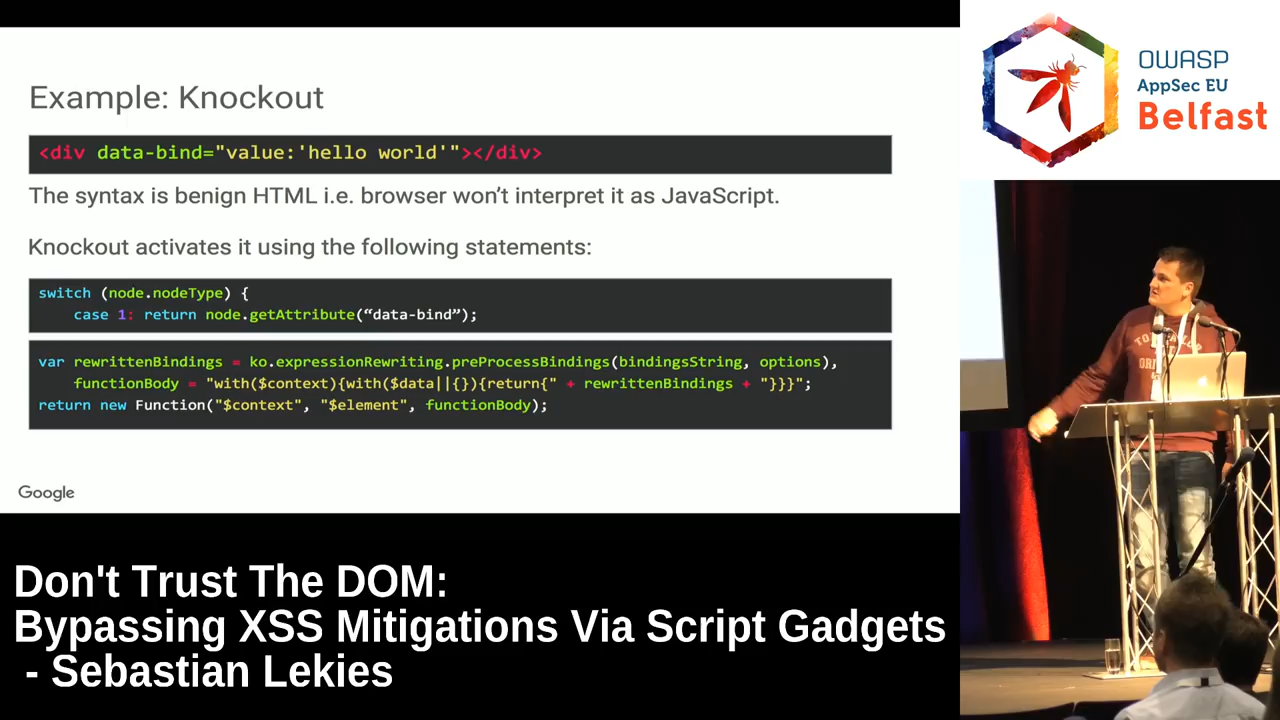 Example: Knockout
<div data-bind="value:'hello world'"></div>
The syntax is benign HTML i.e. browser won’t interpret it as JavaScript.
Knockout activates it using the following statements:
switch (node.nodeType) {
case 1: return node.getAttribute(“data-bind”);
var rewrittenBindings = ko.expressionRewriting.preProcessBindings(bindingsString, options),
functionBody = "with($context){with($data||{}){return{" + rewrittenBindings + "}}}";
return new Function("$context", "$element", functionBody);
Google
OWASP
AppSec EU
Belfast
Don't Trust The DOM:
Bypassing XSS Mitigations Via Script Gadgets
- Sebastian Lekies